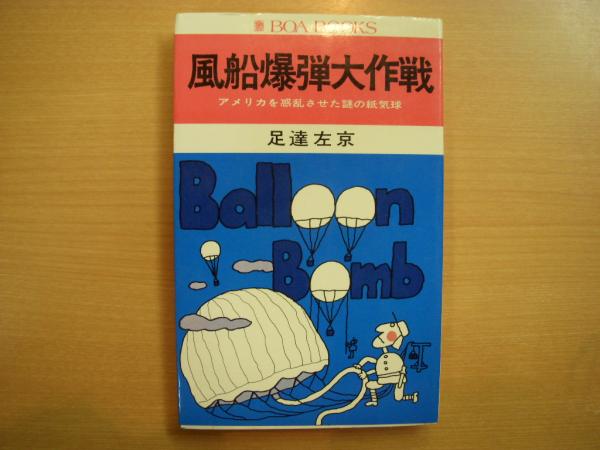 BOA BOOKS
風船爆弾大作戦
アメリカを惑乱させた謎の紙気球
足達左京
Balloon
Bomb